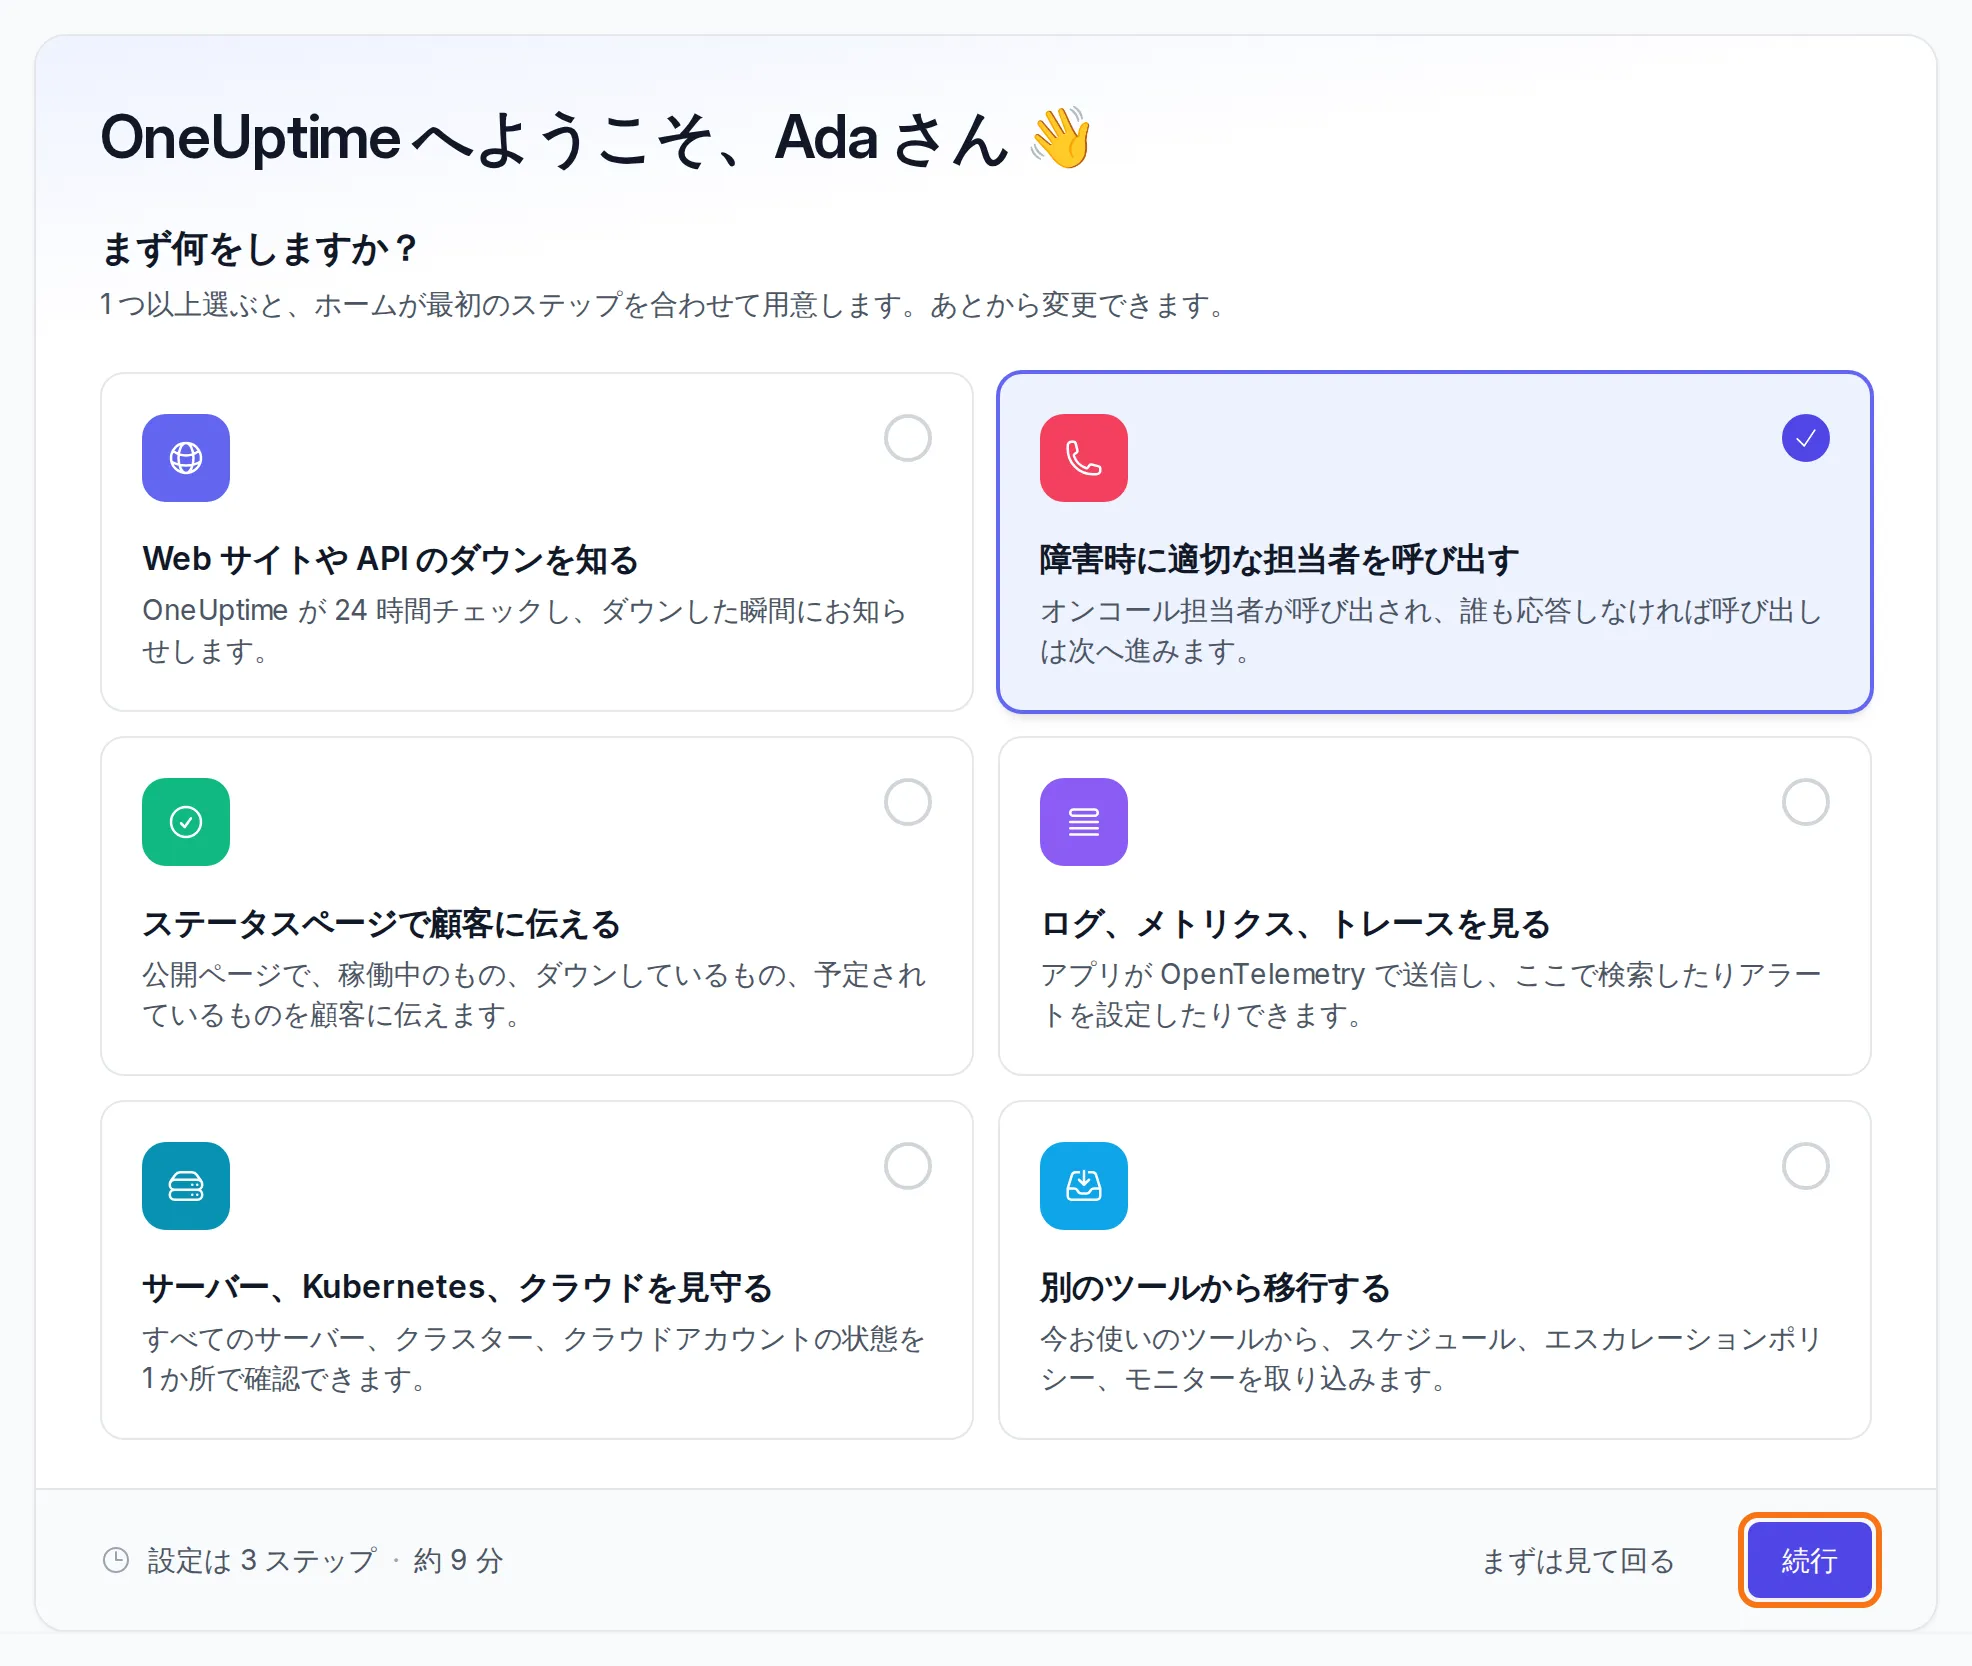 OneUptime へようこそ、Ada さん 👋
まず何をしますか？
1 つ以上選ぶと、ホームが最初のステップを合わせて用意します。あとから変更できます。
Web サイトや API のダウンを知る
OneUptime が 24 時間チェックし、ダウンした瞬間にお知ら
せします。
障害時に適切な担当者を呼び出す
オンコール担当者が呼び出され、誰も応答しなければ呼び出し
は次へ進みます。
ステータスページで顧客に伝える
公開ページで、稼働中のもの、ダウンしているもの、予定され
ているものを顧客に伝えます。
ログ、メトリクス、トレースを見る
アプリが OpenTelemetry で送信し、ここで検索したりアラー
トを設定したりできます。
サーバー、Kubernetes、クラウドを見守る
すべてのサーバー、クラスター、クラウドアカウントの状態を
1 か所で確認できます。
別のツールから移行する
今お使いのツールから、スケジュール、エスカレーションポリ
シー、モニターを取り込みます。
設定は 3 ステップ · 約 9 分
まずは見て回る
続行